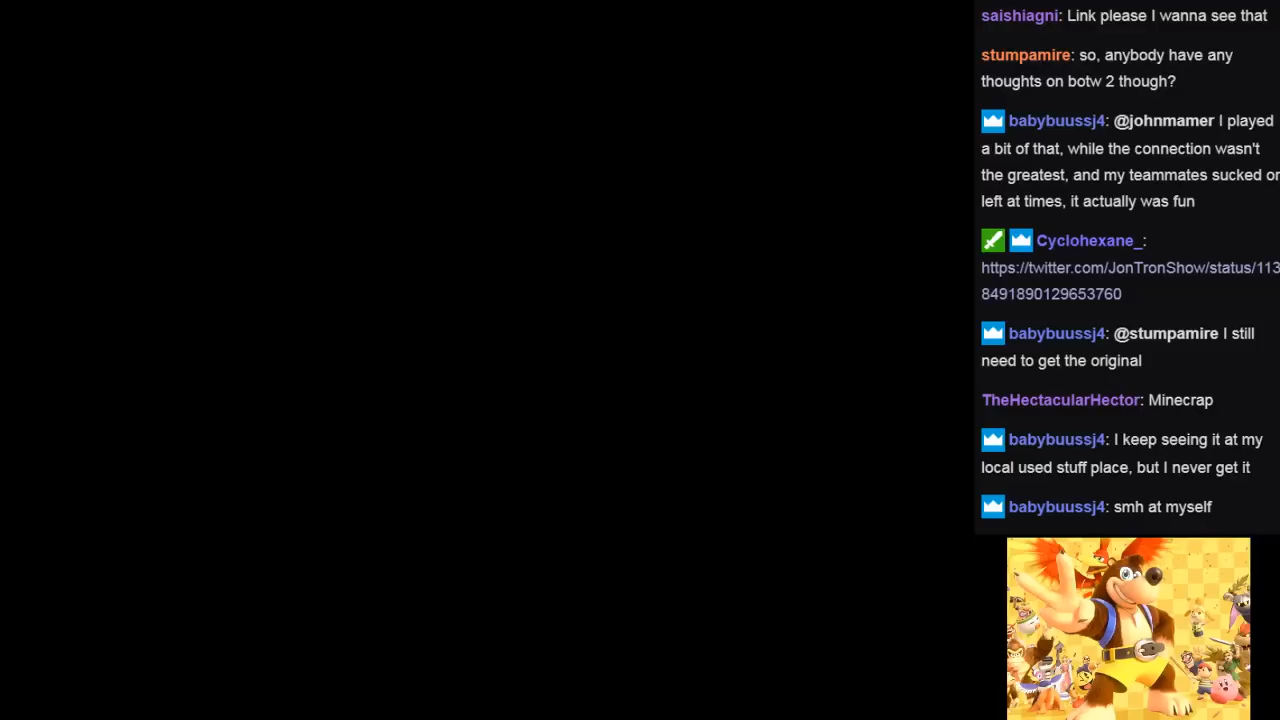 saishiagni: Link please I wanna see that
stumpamire: so, anybody have any
thoughts on botw 2 though?
babybuussj4: @johnmamer I played
a bit of that, while the connection wasn't
the greatest, and my teammates sucked or
left at times, it actually was fun
Cyclohexane_:
https://twitter.com/JonTronShow/status/113
8491890129653760
babybuussj4: @stumpamire I still
need to get the original
TheHectacularHector: Minecrap
babybuussj4: I keep seeing it at my
local used stuff place, but I never get it
babybuussj4: smh at myself